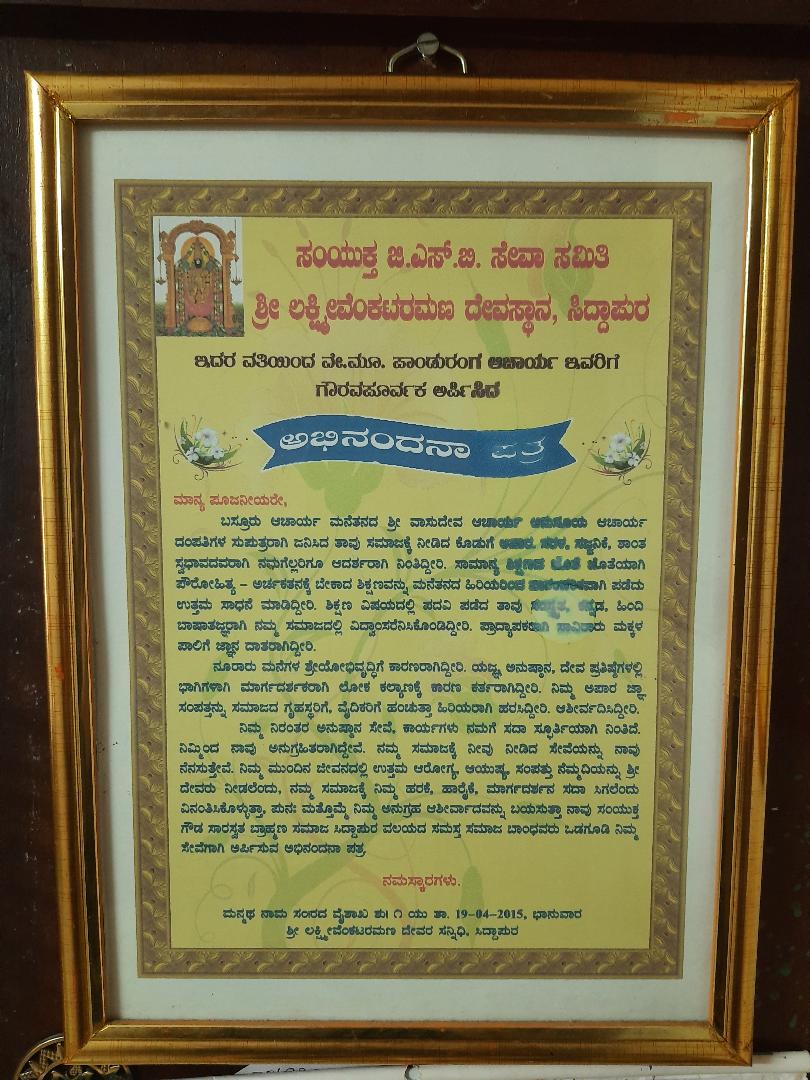 ಸಂಯುಕ್ತ ಜಿ.ಎಸ್.ಬಿ. ಸೇವಾ ಸಮಿತಿ
ಶ್ರೀ ಲಕ್ಷ್ಮೀವೆಂಕಟರಮಣ ದೇವಸ್ಥಾನ, ಸಿದ್ದಾಪುರ
ಇದರ ವತಿಯಿಂದ ವೇ.ಮೂ. ಪಾಂಡುರಂಗ ಆಚಾರ್ಯ ಇವರಿಗೆ
ಗೌರವಪೂರ್ವಕ ಅರ್ಪಿಸಿದ
ಅಭಿನಂದನಾ ಪತ್ರ
ಮಾನ್ಯ ಪೂಜನೀಯರೇ,
ಬಸ್ರೂರು ಆಚಾರ್ಯ ಮನೆತನದ ಶ್ರೀ ವಾಸುದೇವ ಆಚಾರ್ಯ ಅನುಸೂಯ ಆಚಾರ್ಯ
ದಂಪತಿಗಳ ಸುಪುತ್ರರಾಗಿ ಜನಿಸಿದ ತಾವು ಸಮಾಜಕ್ಕೆ ನೀಡಿದ ಕೊಡುಗೆ ಅಪಾರ. ಸರಳ, ಸಜ್ಜನಿಕೆ, ಶಾಂತ
ಸ್ವಭಾವದವರಾಗಿ ನಮಗೆಲ್ಲರಿಗೂ ಆದರ್ಶರಾಗಿ ನಿಂತಿದ್ದೀರಿ. ಸಾಮಾನ್ಯ ಶಿಕ್ಷಣದ ಜೊತೆ ಜೊತೆಯಾಗಿ
ಪೌರೋಹಿತ್ಯ – ಅರ್ಚಕತನಕ್ಕೆ ಬೇಕಾದ ಶಿಕ್ಷಣವನ್ನು ಮನೆತನದ ಹಿರಿಯರಿಂದ ಪಡೆದು
ಉತ್ತಮ ಸಾಧನೆ ಮಾಡಿದ್ದೀರಿ. ಶಿಕ್ಷಣ ವಿಷಯದಲ್ಲಿ ಪದವಿ ಪಡೆದ ತಾವು ಸಂಸ್ಕೃತ, ಕನ್ನಡ, ಹಿಂದಿ
ಬಾಷಾತಜ್ಞರಾಗಿ ನಮ್ಮ ಸಮಾಜದಲ್ಲಿ ವಿದ್ವಾಂಸರೆನಿಸಿಕೊಂಡಿದ್ದೀರಿ. ಪ್ರಾದ್ಯಾಪಕರಾಗಿ ಸಾವಿರಾರು ಮಕ್ಕಳ
ಪಾಲಿಗೆ ಜ್ಞಾನ ದಾತರಾಗಿದ್ದೀರಿ.
ನೂರಾರು ಮನೆಗಳ ಶ್ರೇಯೋಭಿವೃದ್ಧಿಗೆ ಕಾರಣರಾಗಿದ್ದೀರಿ. ಯಜ್ಞ, ಅನುಷ್ಠಾನ, ದೇವ ಪ್ರತಿಷ್ಠೆಗಳಲ್ಲಿ
ಭಾಗಿಗಳಾಗಿ ಮಾರ್ಗದರ್ಶಕರಾಗಿ ಲೋಕ ಕಲ್ಯಾಣಕ್ಕೆ ಕಾರಣ ಕರ್ತರಾಗಿದ್ದೀರಿ. ನಿಮ್ಮ ಅಪಾರ ಜ್ಞಾ
ಸಂಪತ್ತನ್ನು ಸಮಾಜದ ಗೃಹಸ್ಥರಿಗೆ, ವೈದಿಕರಿಗೆ ಹಂಚುತ್ತಾ ಹಿರಿಯರಾಗಿ ಹರಸಿದ್ದೀರಿ. ಆಶೀರ್ವದಿಸಿದ್ದೀರಿ.
ನಿಮ್ಮ ನಿರಂತರ ಅನುಷ್ಠಾನ ಸೇವೆ, ಕಾರ್ಯಗಳು ನಮಗೆ ಸದಾ ಸ್ಫೂರ್ತಿಯಾಗಿ ನಿಂತಿದೆ.
ನಿಮ್ಮಿಂದ ನಾವು ಅನುಗ್ರಹಿತರಾಗಿದ್ದೇವೆ. ನಮ್ಮ ಸಮಾಜಕ್ಕೆ ನೀವು ನೀಡಿದ ಸೇವೆಯನ್ನು ನಾವು
ನೆನಸುತ್ತೇವೆ. ನಿಮ್ಮ ಮುಂದಿನ ಜೀವನದಲ್ಲಿ ಉತ್ತಮ ಆರೋಗ್ಯ, ಆಯುಷ್ಯ, ಸಂಪತ್ತು ನೆಮ್ಮದಿಯನ್ನು ಶ್ರೀ
ದೇವರು ನೀಡಲೆಂದು, ನಮ್ಮ ಸಮಾಜಕ್ಕೆ ನಿಮ್ಮ ಹರಕೆ, ಹಾರೈಕೆ, ಮಾರ್ಗದರ್ಶನ ಸದಾ ಸಿಗಲೆಂದು
ವಿನಂತಿಸಿಕೊಳ್ಳುತ್ತಾ, ಪುನಃ ಮತ್ತೊಮ್ಮೆ ನಿಮ್ಮ ಅನುಗ್ರಹ ಆಶೀರ್ವಾದವನ್ನು ಬಯಸುತ್ತಾ ನಾವು ಸಂಯುಕ್ತ
ಗೌಡ ಸಾರಸ್ವತ ಬ್ರಾಹ್ಮಣ ಸಮಾಜ ಸಿದ್ದಾಪುರ ವಲಯದ ಸಮಸ್ತ ಸಮಾಜ ಬಾಂಧವರು ಒಡಗೂಡಿ ನಿಮ್ಮ
ಸೇವೆಗಾಗಿ ಅರ್ಪಿಸುವ ಅಭಿನಂದನಾ ಪತ್ರ.
ನಮಸ್ಕಾರಗಳು.
ಮನ್ಮಥ ನಾಮ ಸಂ|ರದ ವೈಶಾಖ ಶು| ೧ ಯು ತಾ. 19-04-2015, ಭಾನುವಾರ
ಶ್ರೀ ಲಕ್ಷ್ಮೀವೆಂಕಟರಮಣ ದೇವರ ಸನ್ನಿಧಿ, ಸಿದ್ದಾಪುರ